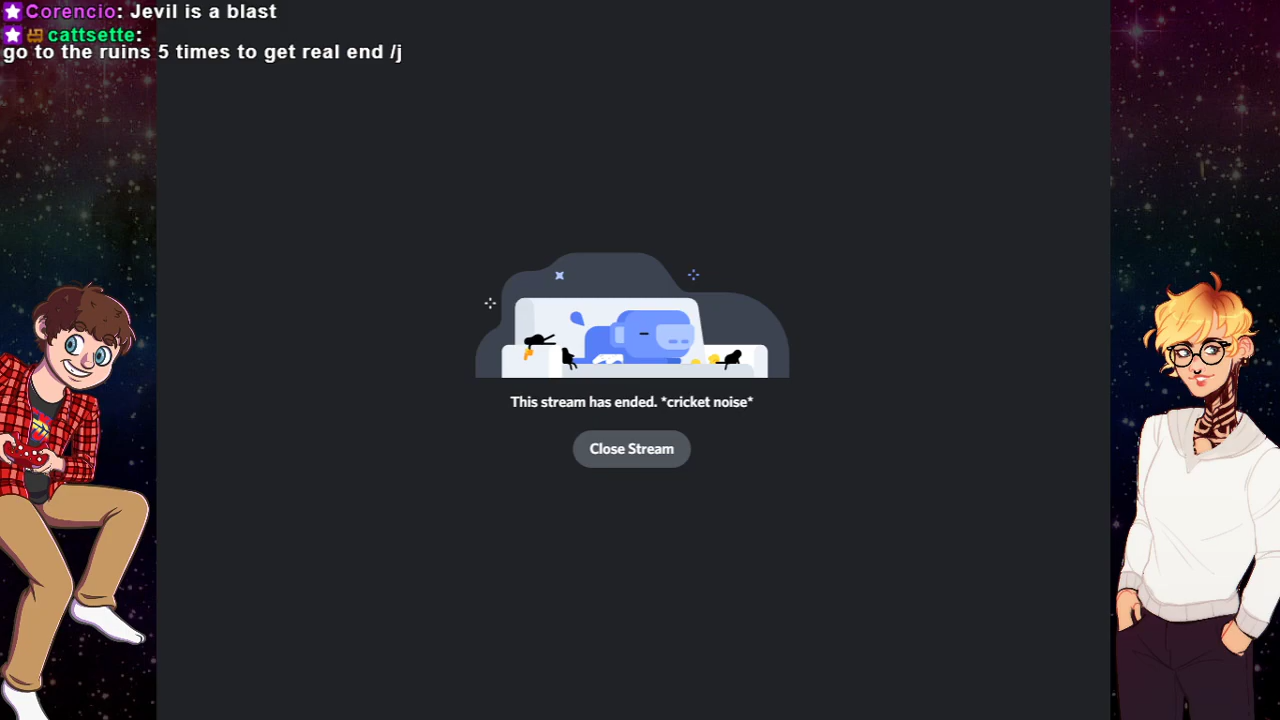 Corencio: Jevil is a blast
cattsette:
go to the ruins 5 times to get real end /j
This stream has ended. *cricket noise*
Close Stream